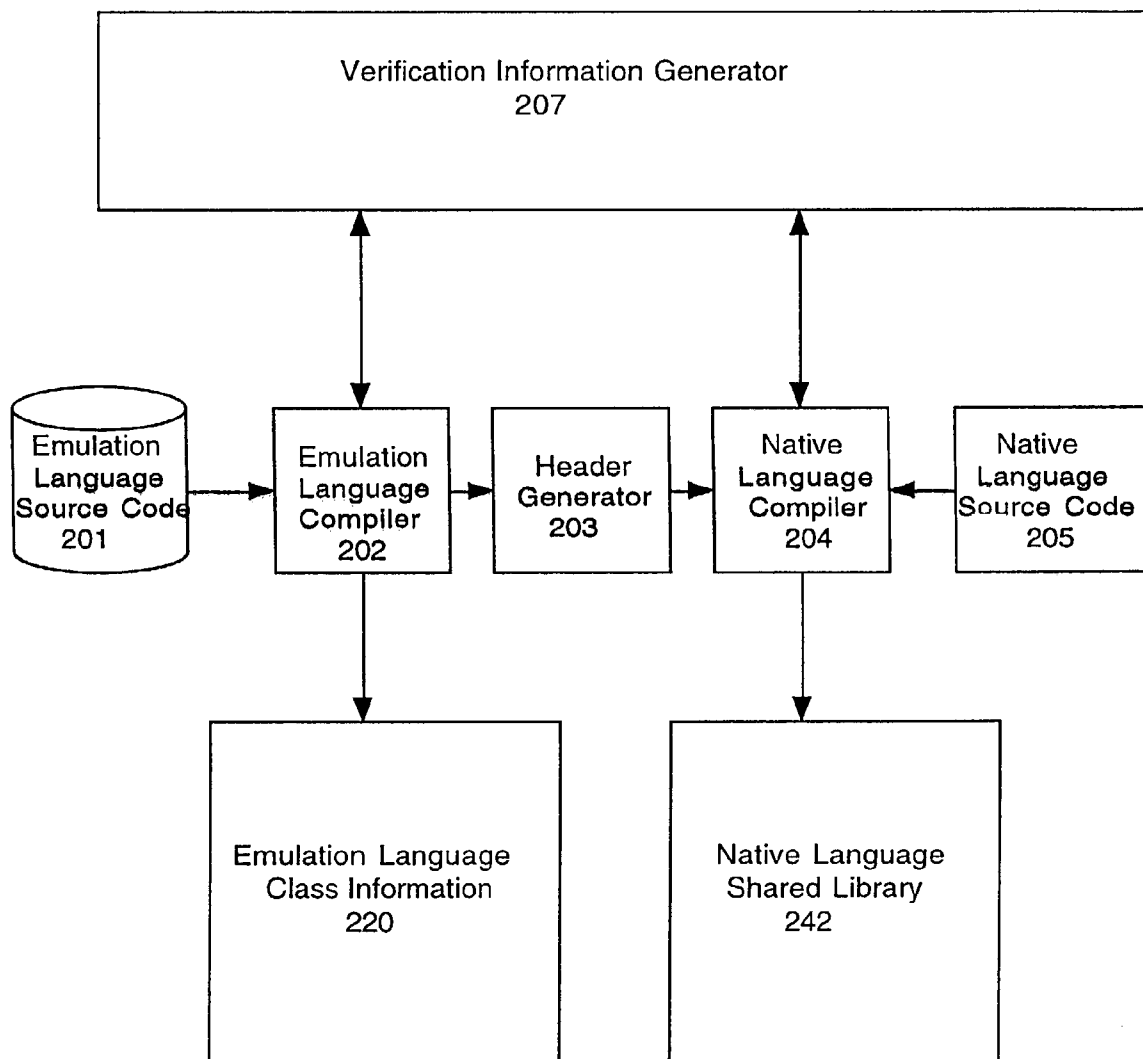 Verification Information Generator
207
Emulation
Language
Source Code
201
Emulation
Language
Compiler
202
Header
Generator
203
Native
Language
Compiler
204
Native
Language
Source Code
205
Emulation Language
Class Information
220
Native Language
Shared Library
242